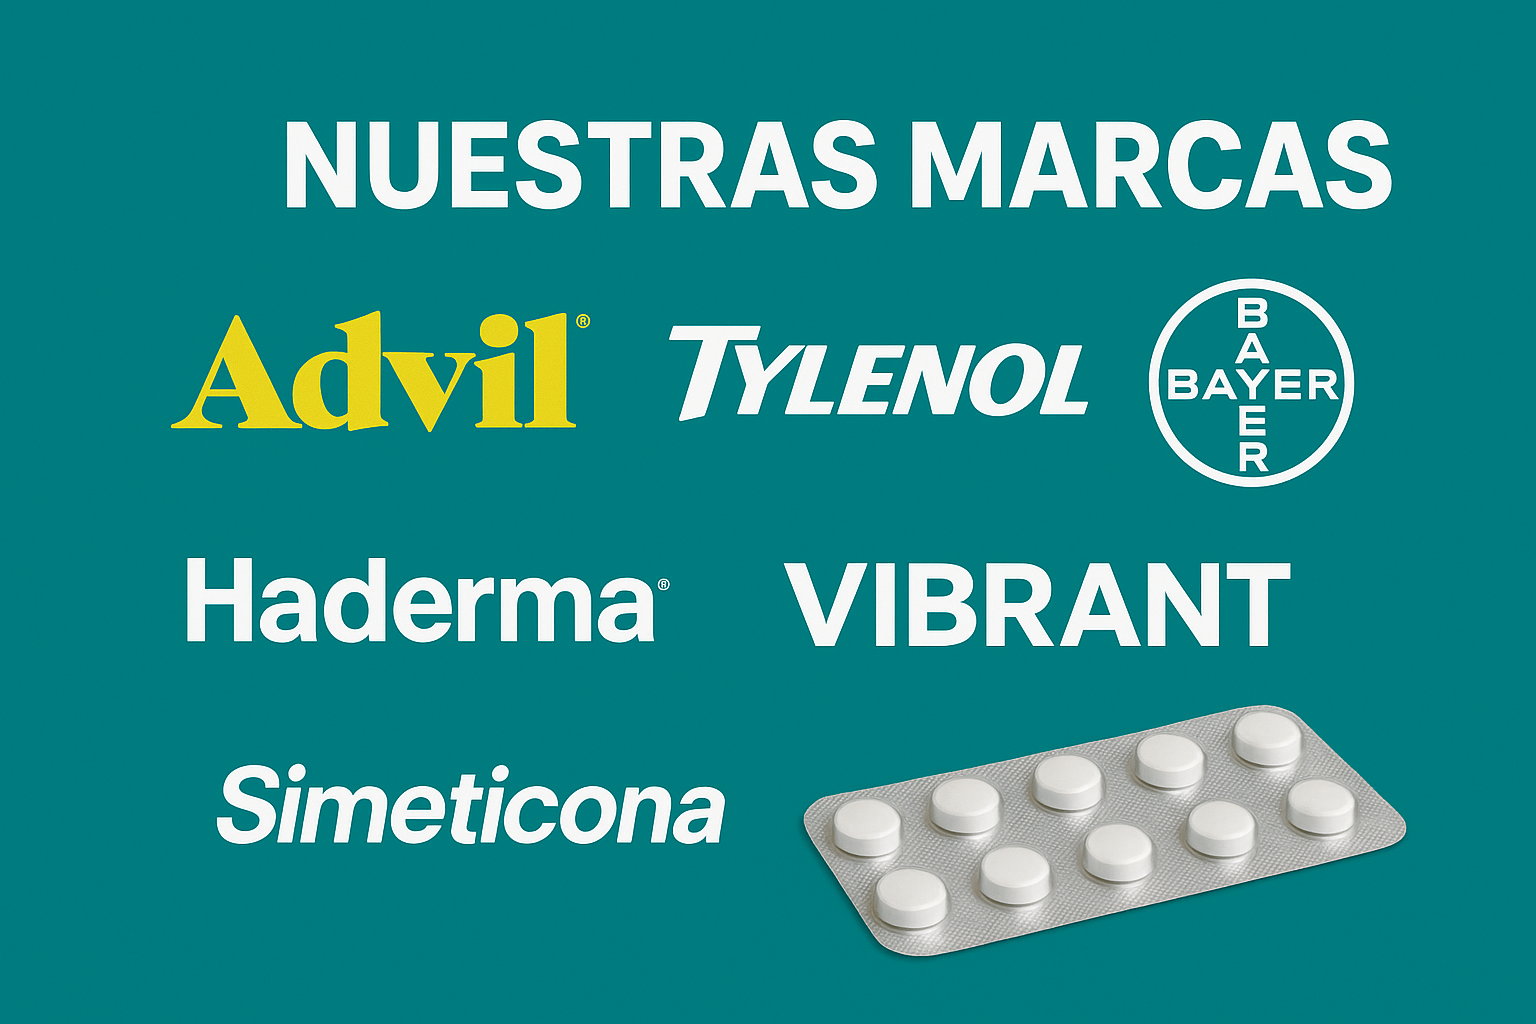 NUESTRAS MARCAS
Advil®
TYLENOL
BAYER
BAYER
Haderma®
VIBRANT
Simeticona